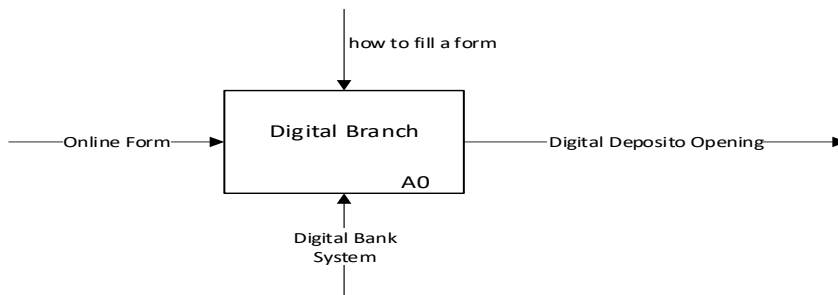 how to fill a form
Digital Branch
Online Form
Digital Deposito Opening
A0
Digital Bank
System